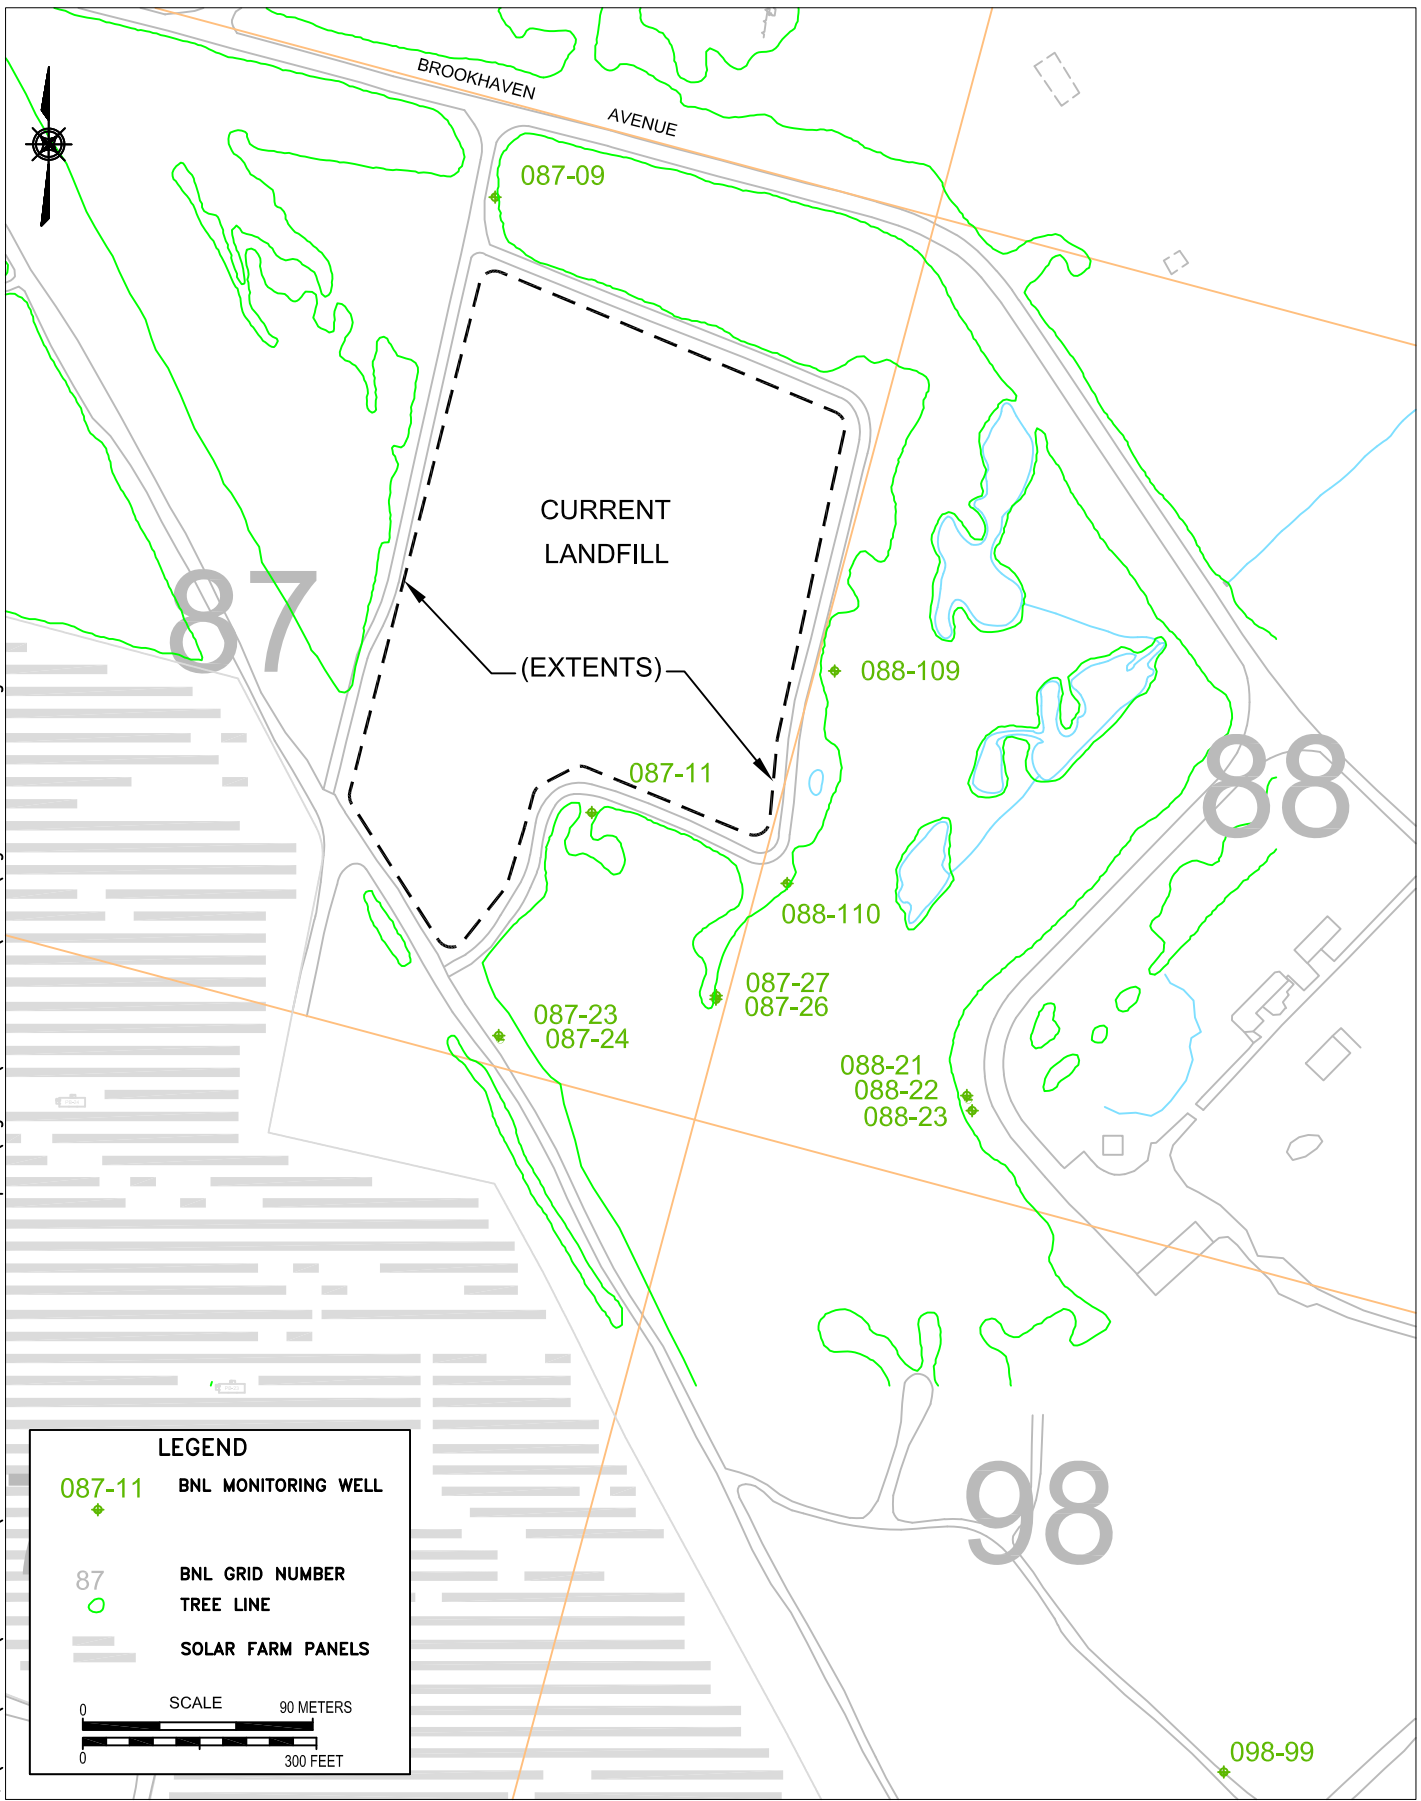 BROOKHAVEN
AVENUE
087-09
CURRENT
LANDFILL
87
(EXTENTS)
088-109
087-11
88
088-110
087-27
087-26
087-23
087-24
088-21
088-22
088-23
98
098-99
LEGEND
087-11 BNL MONITORING WELL
87 BNL GRID NUMBER
TREE LINE
SOLAR FARM PANELS
SCALE
0 90 METERS
0 300 FEET